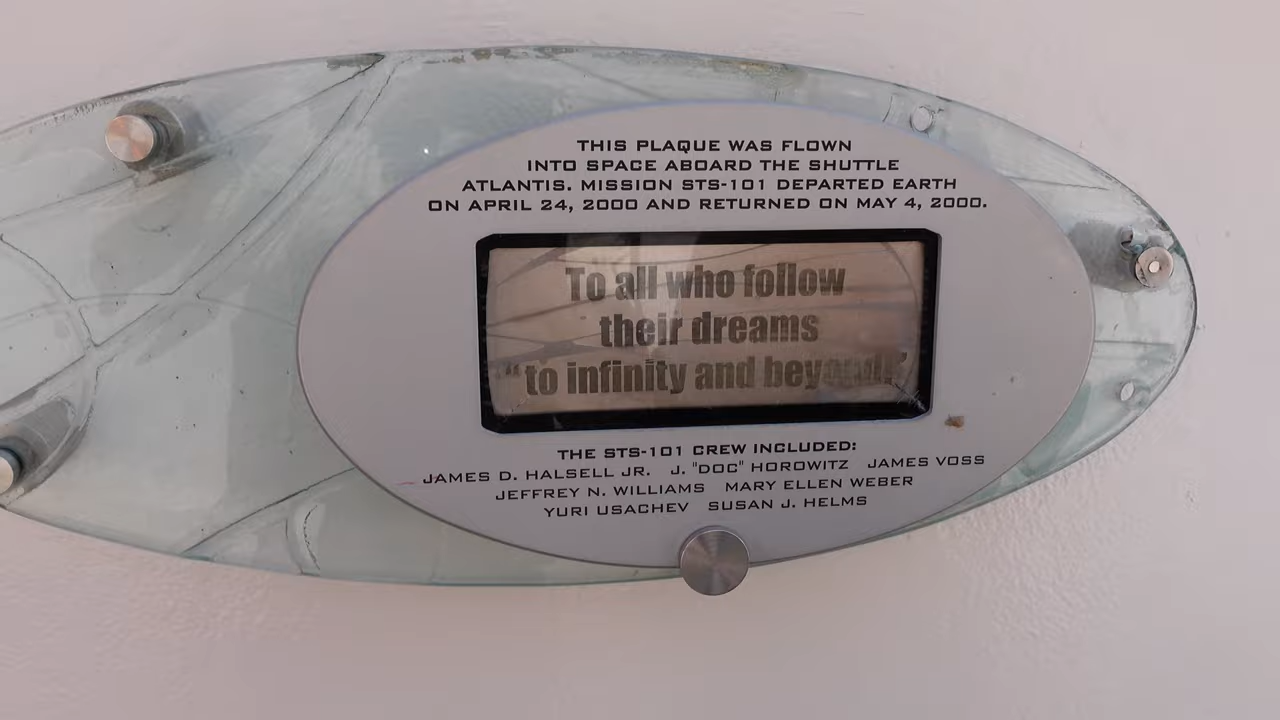 THIS PLAQUE WAS FLOWN
INTO SPACE ABOARD THE SHUTTLE
ATLANTIS. MISSION STS-101 DEPARTED EARTH
ON APRIL 24, 2000 AND RETURNED ON MAY 4, 2000.
To all who follow
their dreams
"to infinity and beyond!"
THE STS-101 CREW INCLUDED:
JAMES D. HALSELL JR. J. "DOC" HOROWITZ JAMES VOSS
JEFFREY N. WILLIAMS MARY ELLEN WEBER
YURI USACHEV SUSAN J. HELMS